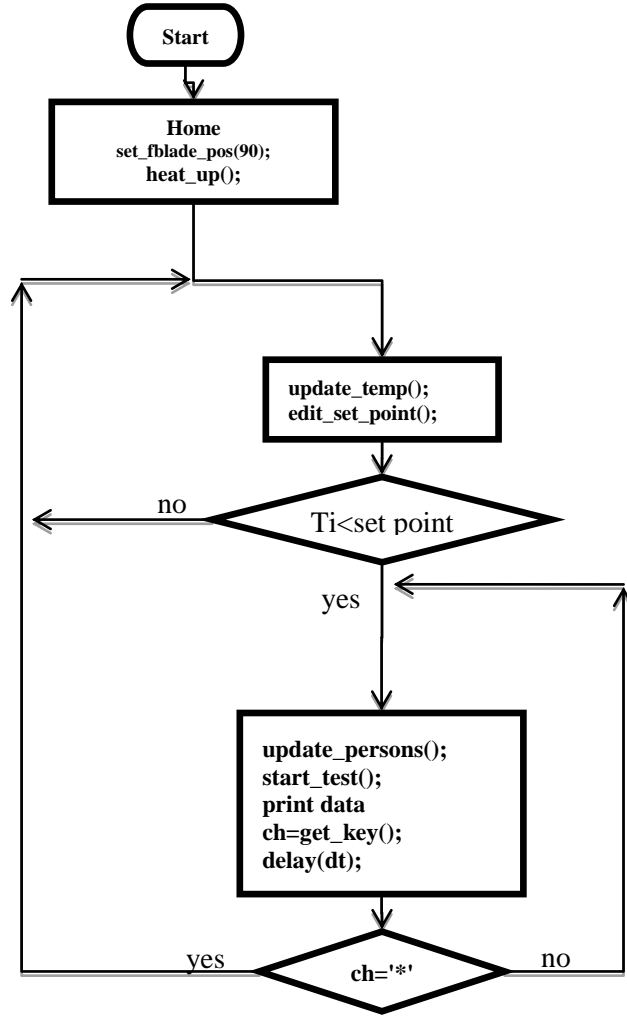 Start
Home
set_fblade_pos(90);
heat_up();
update_temp();
edit_set_point();
no
Ti<set point
yes
update_persons();
start_test();
print data
ch=get_key();
delay(dt);
yes
ch='*'
no